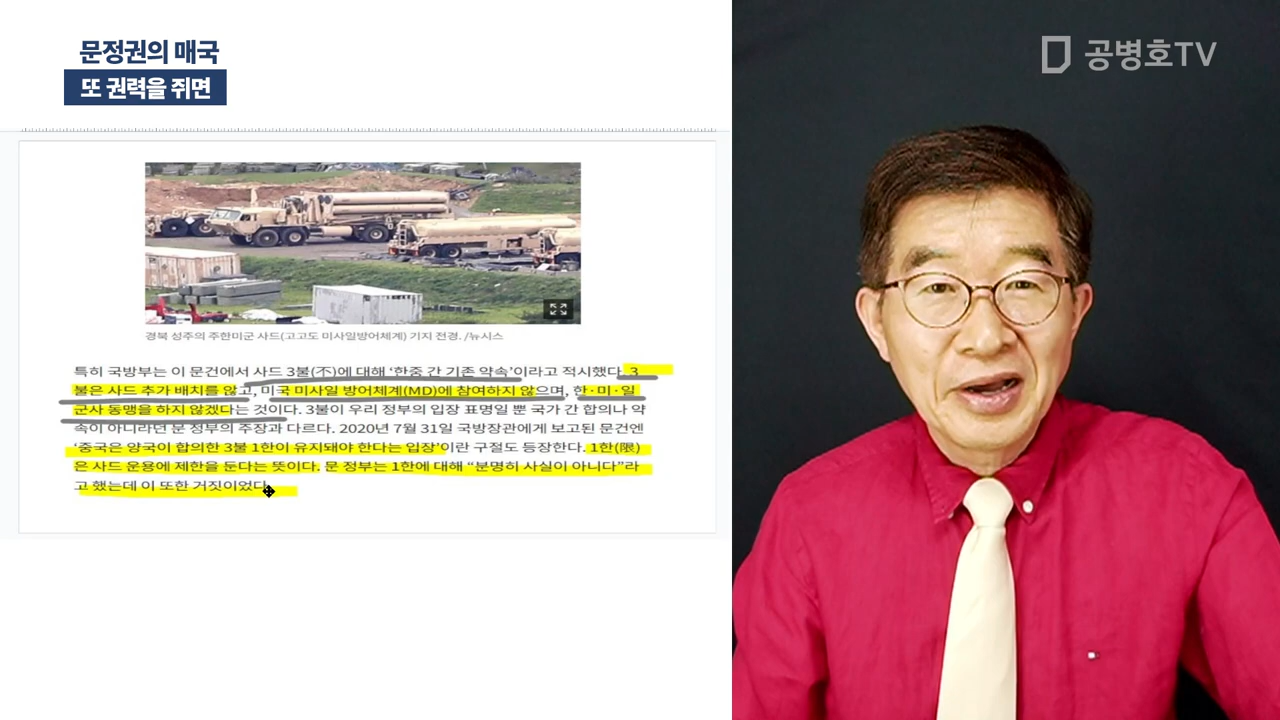 문정권의 매국
또 권력을 쥐면
공병호TV
경북 성주의 주한미군 사드(고고도 미사일방어체계) 기지 전경. /뉴시스
특히 국방부는 이 문건에서 사드 3불(不)에 대해 ‘한중 간 기존 약속’이라고 적시했다. 3
불은 사드 추가 배치를 않고, 미국 미사일 방어체계(MD)에 참여하지 않으며, 한·미·일
군사 동맹을 하지 않겠다는 것이다. 3불이 우리 정부의 입장 표명일 뿐 국가 간 합의나 약
속이 아니라던 문 정부의 주장과 다르다. 2020년 7월 31일 국방장관에게 보고된 문건엔
‘중국은 양국이 합의한 3불 1한이 유지돼야 한다는 입장’이란 구절도 등장한다. 1한(限)
은 사드 운용에 제한을 둔다는 뜻이다. 문 정부는 1한에 대해 “분명히 사실이 아니다”라
고 했는데 이 또한 거짓이었다.